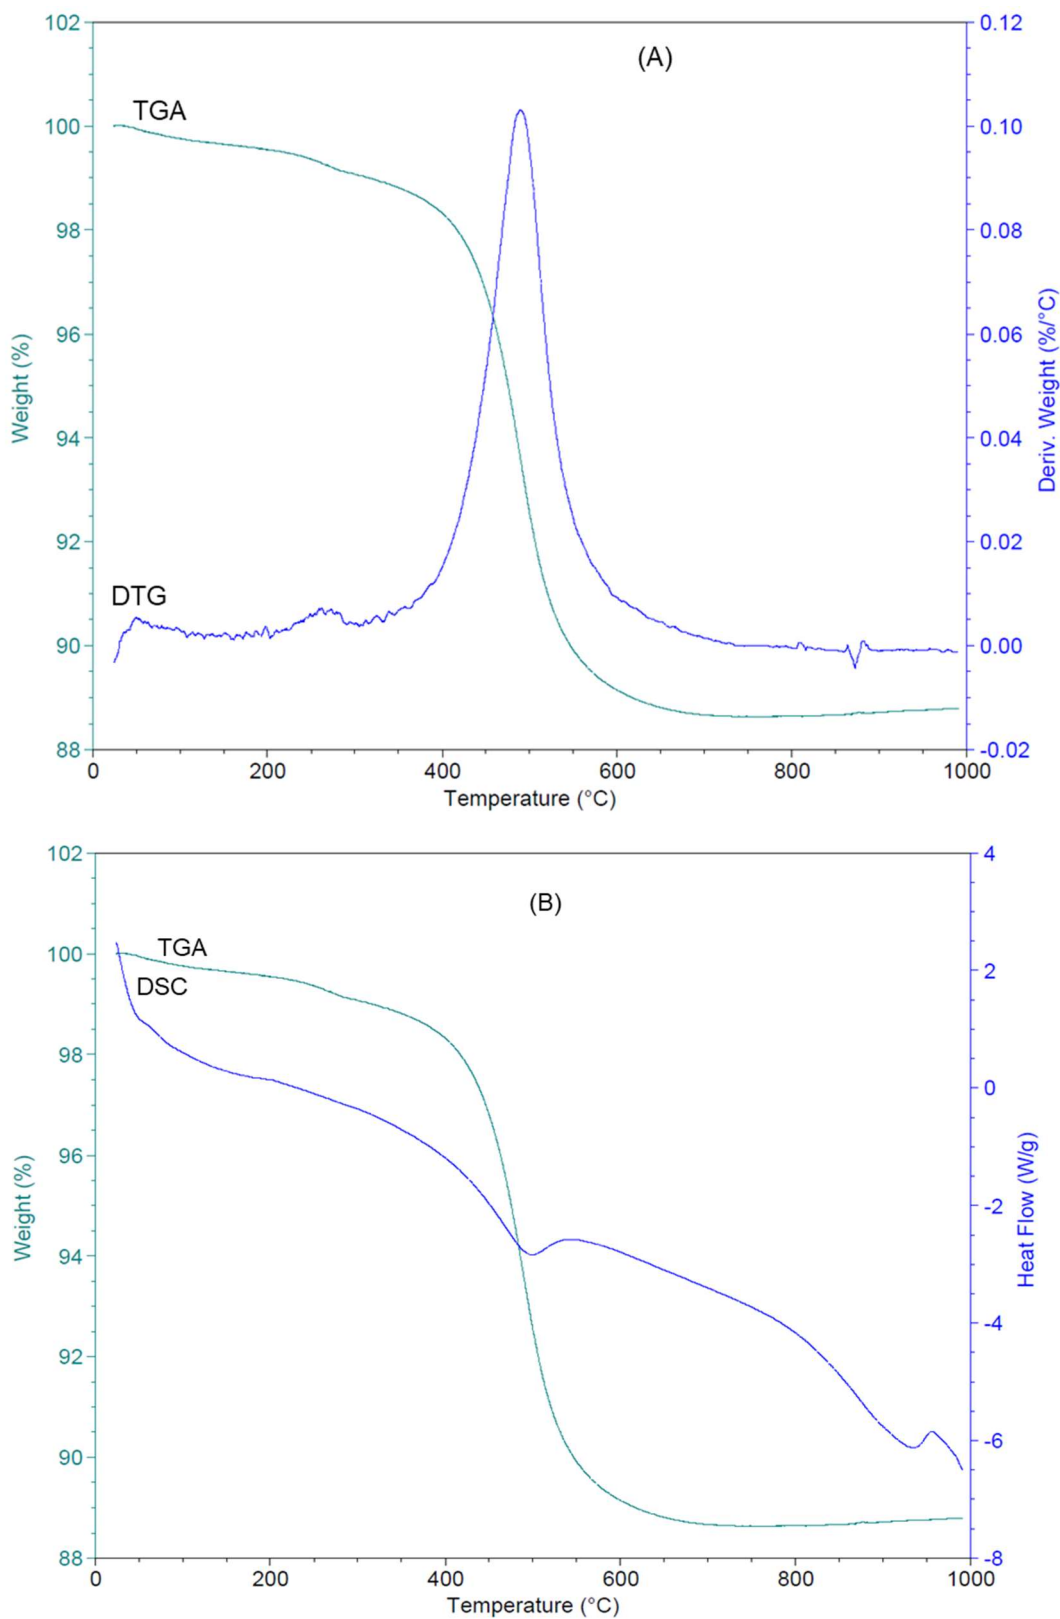 102
100
98
96
94
92
90
88
Weight (%)
TGA
DTG
(A)
0.12
0.10
0.08
0.06
0.04
0.02
0.00
-0.02
Deriv. Weight (%/°C)
0 200 400 600 800 1000
Temperature (°C)
102
100
98
96
94
92
90
88
Weight (%)
TGA
DSC
(B)
4
2
0
-2
-4
-6
-8
Heat Flow (W/g)
0 200 400 600 800 1000
Temperature (°C)